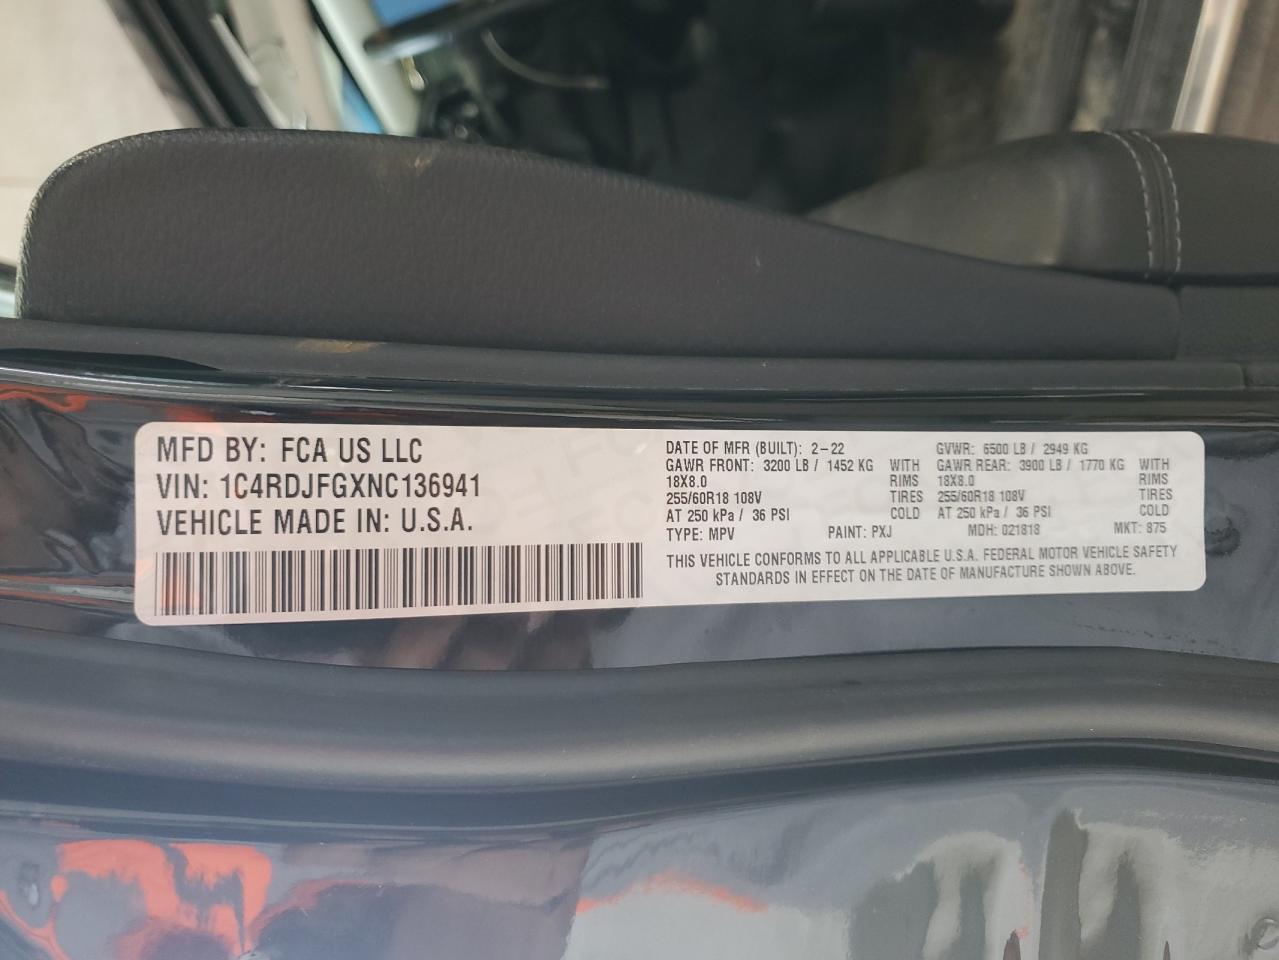 MFD BY: FCA US LLC
VIN: 1C4RDJFGXNC136941
VEHICLE MADE IN: U.S.A.
DATE OF MFR (BUILT): 2-22 GVWR: 6500 LB / 2949 KG
GAWR FRONT: 3200 LB / 1452 KG WITH GAWR REAR: 3900 LB / 1770 KG WITH
18X8.0 RIMS 18X8.0 RIMS
255/60R18 108V TIRES 255/60R18 108V TIRES
AT 250 kPa / 36 PSI COLD AT 250 kPa / 36 PSI COLD
TYPE: MPV PAINT: PXJ MDH: 021818 MKT: 875
THIS VEHICLE CONFORMS TO ALL APPLICABLE U.S.A. FEDERAL MOTOR VEHICLE SAFETY
STANDARDS IN EFFECT ON THE DATE OF MANUFACTURE SHOWN ABOVE.